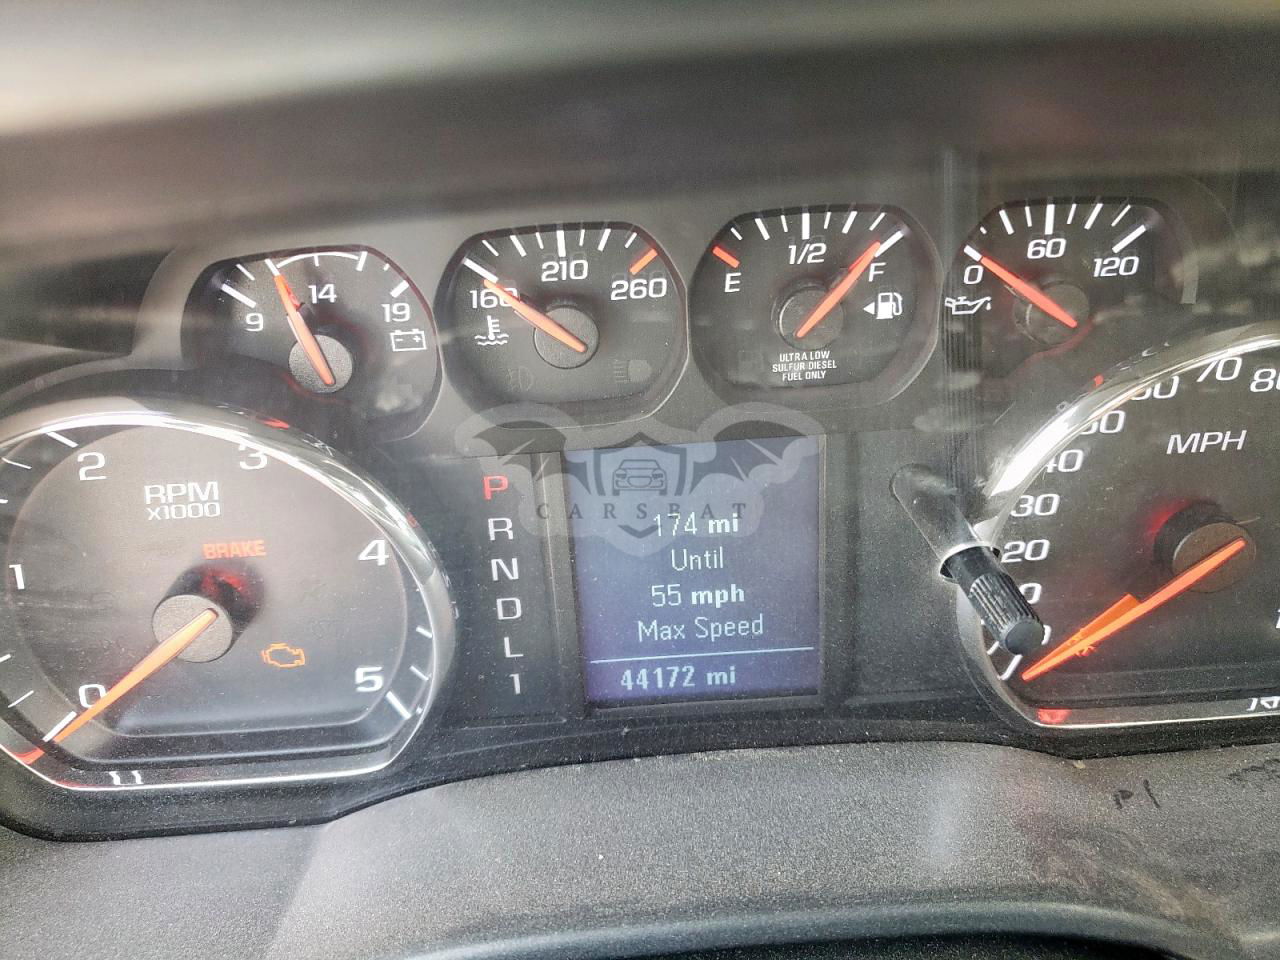 9 14 19
160 210 260
E 1/2 F
ULTRA LOW
SULFUR DIESEL
FUEL ONLY
0 60 120
0 1 2 3 4 5
RPM
x1000
BRAKE
P
R
N
D
L
1
CARSBAT
174 mi
Until
55 mph
Max Speed
44172 mi
20 30 40 70
MPH
P1